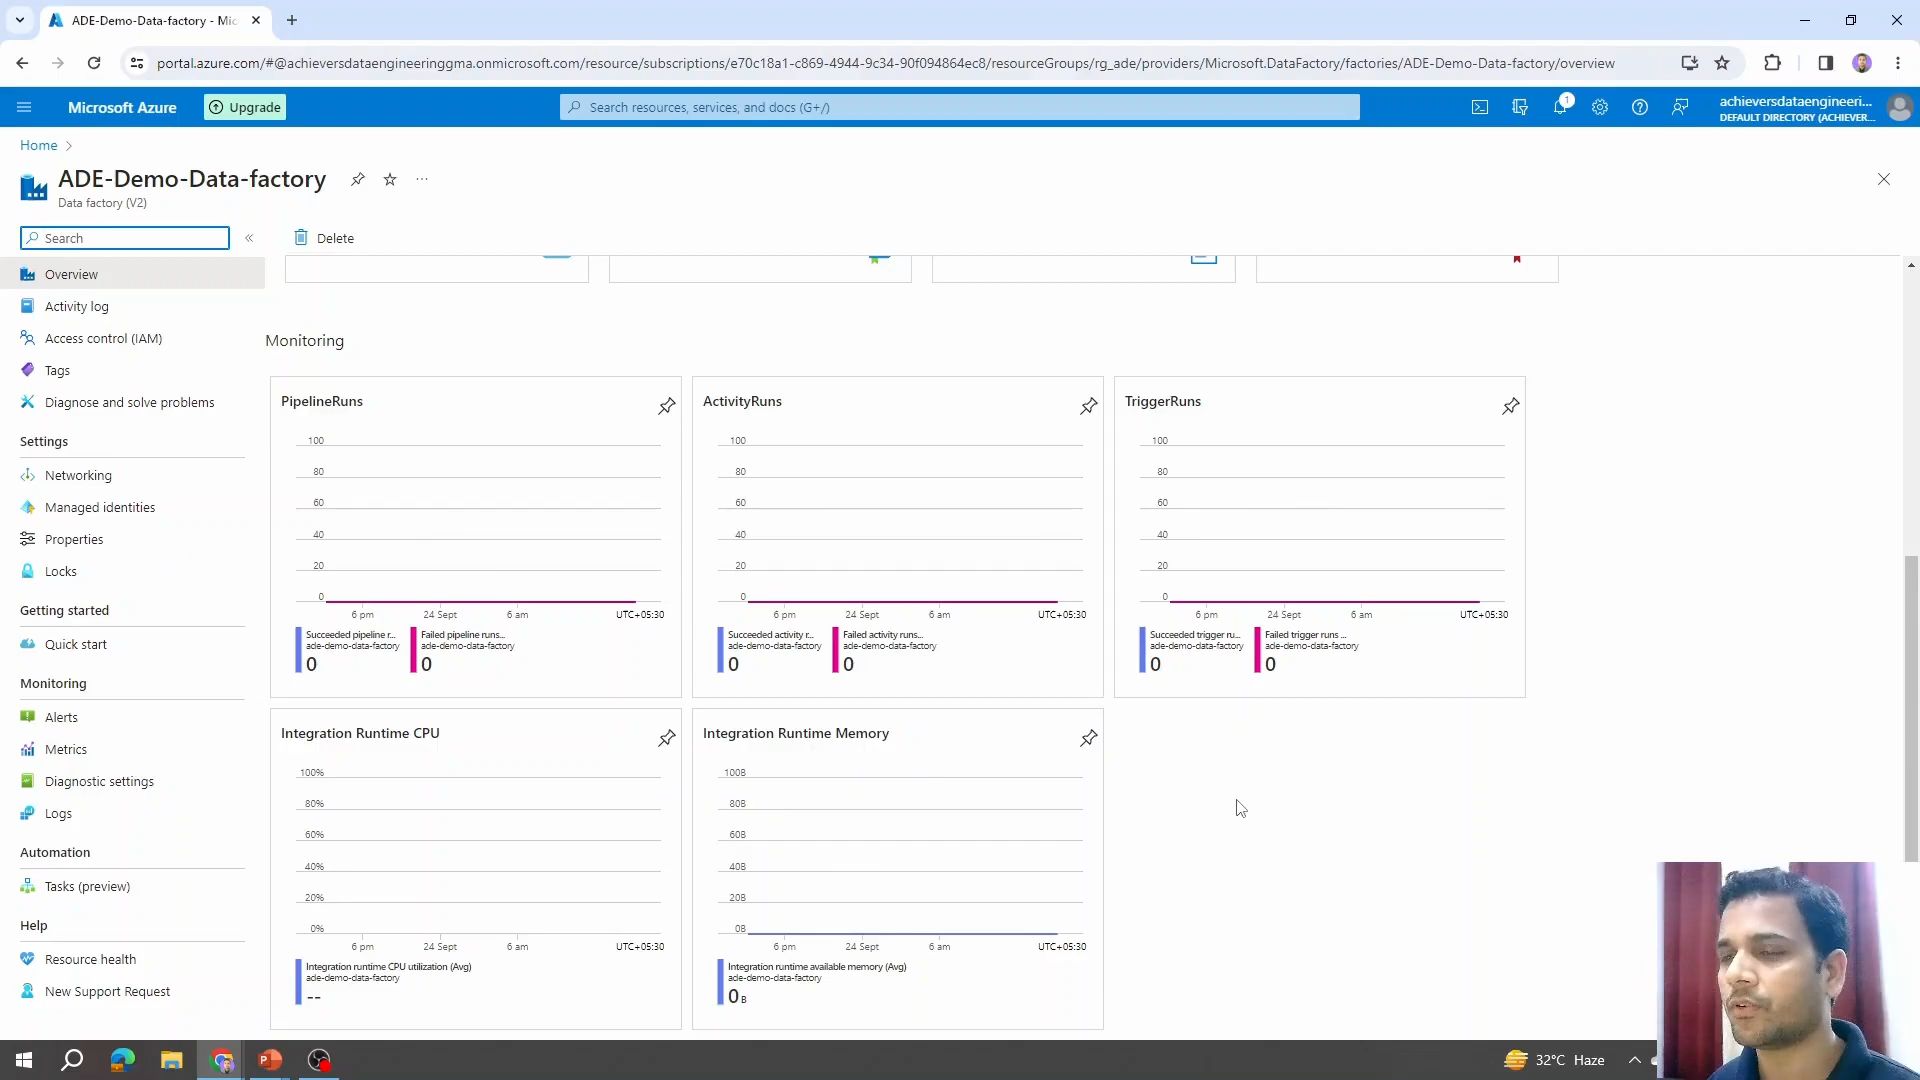 ADE-Demo-Data-factory - Mic
portal.azure.com/#@achieversdataengineeringgma.onmicrosoft.com/resource/subscriptions/e70c18a1-c869-4944-9c34-90f094864ec8/resourceGroups/rg_ade/providers/Microsoft.DataFactory/factories/ADE-Demo-Data-factory/overview
Microsoft Azure
Upgrade
Search resources, services, and docs (G+/)
1
achieversdataengineeri...
DEFAULT DIRECTORY (ACHIEVER...
Home
ADE-Demo-Data-factory
Data factory (V2)
Search
Delete
Overview
Activity log
Access control (IAM)
Tags
Diagnose and solve problems
Settings
Networking
Managed identities
Properties
Locks
Getting started
Quick start
Monitoring
Alerts
Metrics
Diagnostic settings
Logs
Automation
Tasks (preview)
Help
Resource health
New Support Request
Monitoring
PipelineRuns
100
80
60
40
20
0
6 pm 24 Sept 6 am UTC+05:30
Succeeded pipeline r...
ade-demo-data-factory
0
Failed pipeline runs...
ade-demo-data-factory
0
ActivityRuns
100
80
60
40
20
0
6 pm 24 Sept 6 am UTC+05:30
Succeeded activity r...
ade-demo-data-factory
0
Failed activity runs...
ade-demo-data-factory
0
TriggerRuns
100
80
60
40
20
0
6 pm 24 Sept 6 am UTC+05:30
Succeeded trigger ru...
ade-demo-data-factory
0
Failed trigger runs ...
ade-demo-data-factory
0
Integration Runtime CPU
100%
80%
60%
40%
20%
0%
6 pm 24 Sept 6 am UTC+05:30
Integration runtime CPU utilization (Avg)
ade-demo-data-factory
--
Integration Runtime Memory
100B
80B
60B
40B
20B
0B
6 pm 24 Sept 6 am UTC+05:30
Integration runtime available memory (Avg)
ade-demo-data-factory
0 B
32°C Haze